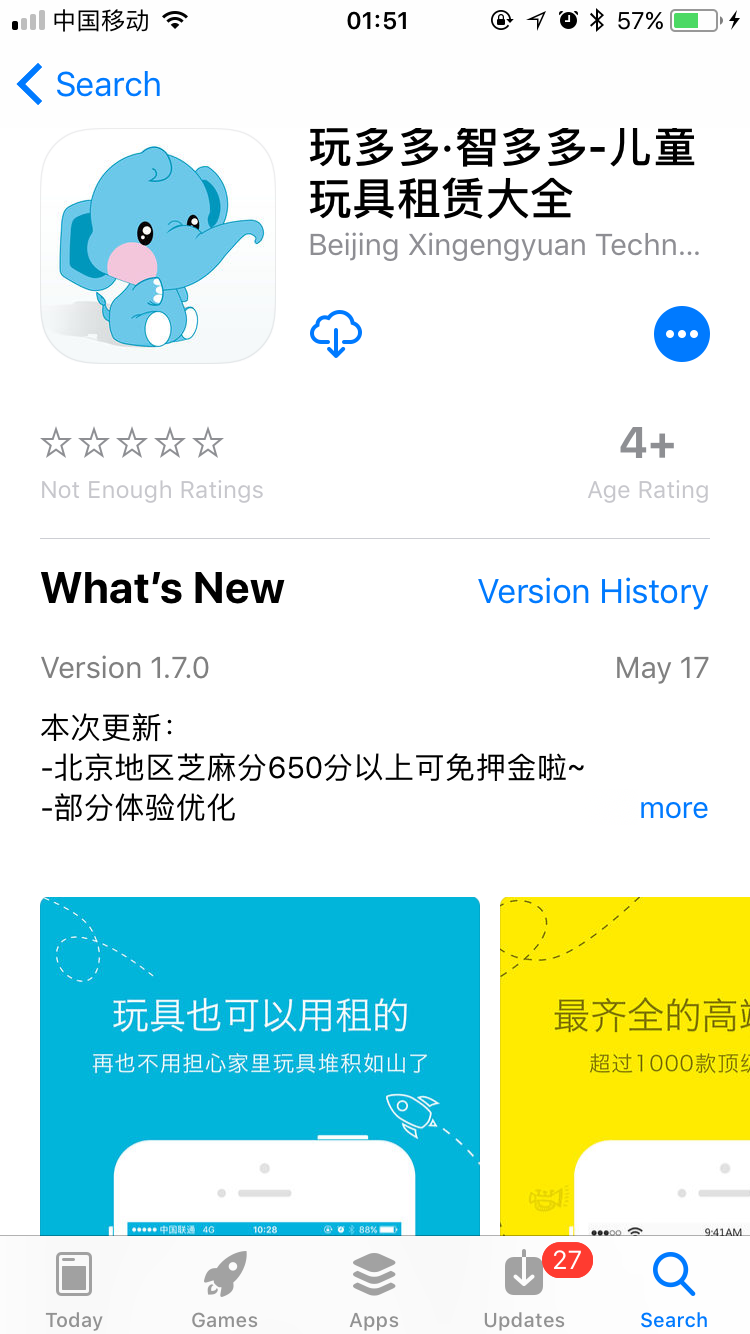 中国移动 01:51 57%
Search
玩多多·智多多-儿童
玩具租赁大全
Beijing Xingengyuan Techn...
Not Enough Ratings
4+
Age Rating
What's New
Version History
Version 1.7.0
May 17
本次更新：
-北京地区芝麻分650分以上可免押金啦~
-部分体验优化
more
玩具也可以用租的
再也不用担心家里玩具堆积如山了
中国联通 4G 10:28 88%
最齐全的高
超过1000款顶
9:41AM
Today
Games
Apps
Updates
27
Search